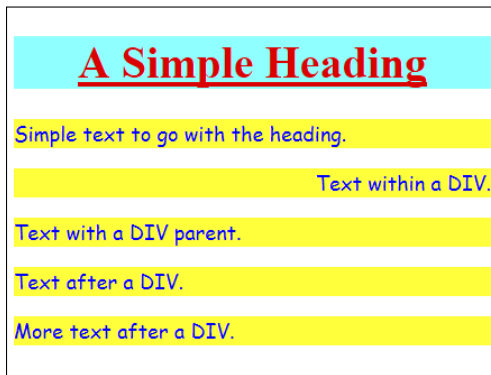 A Simple Heading
Simple text to go with the heading.
Text within a DIV.
Text with a DIV parent.
Text after a DIV.
More text after a DIV.